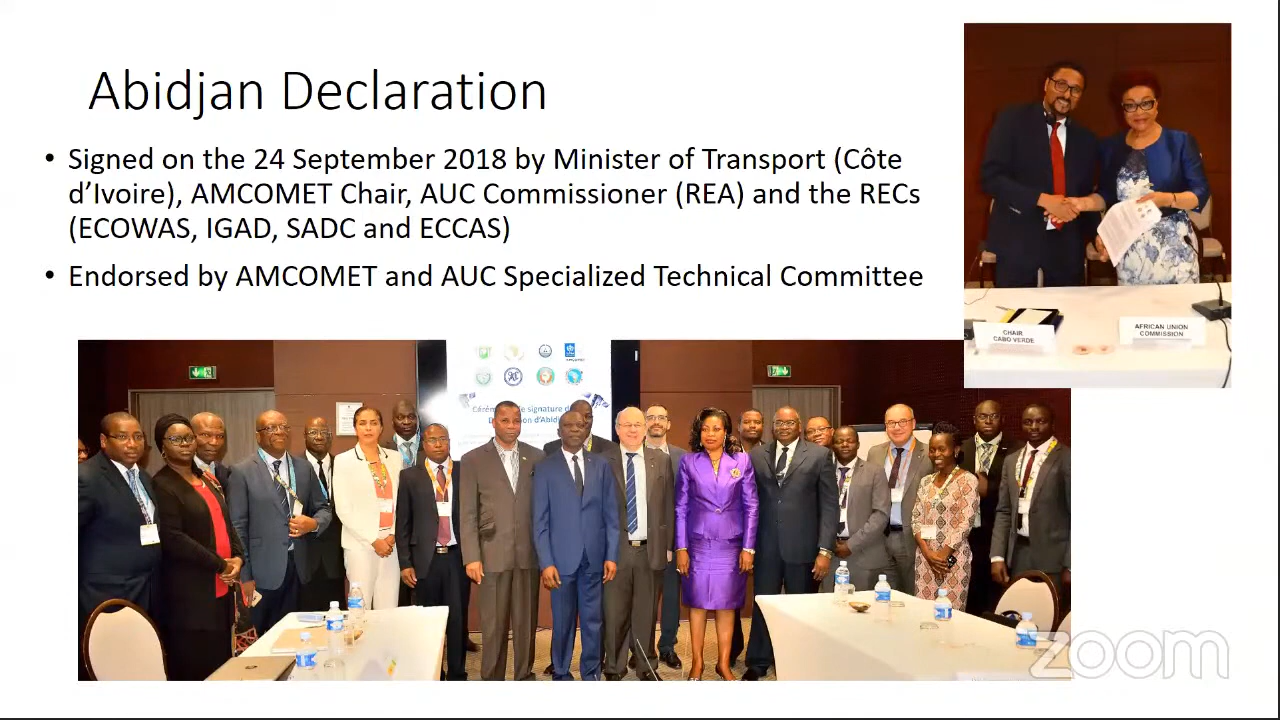 Abidjan Declaration
• Signed on the 24 September 2018 by Minister of Transport (Côte
d’Ivoire), AMCOMET Chair, AUC Commissioner (REA) and the RECs
(ECOWAS, IGAD, SADC and ECCAS)
• Endorsed by AMCOMET and AUC Specialized Technical Committee
CHAIR
CABO VERDE
AFRICAN UNION
COMMISSION
AMCOMET
signature
zoom